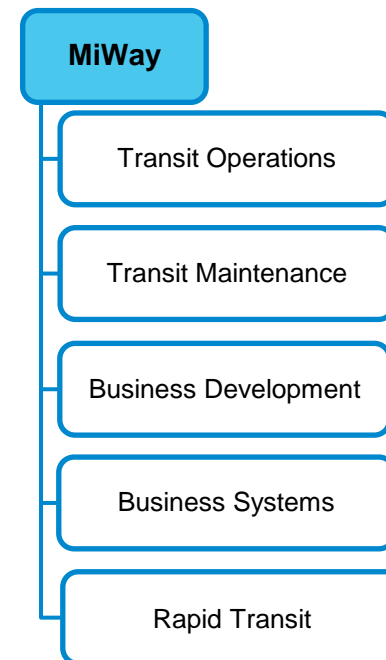 MiWay
Transit Operations
Transit Maintenance
Business Development
Business Systems
Rapid Transit